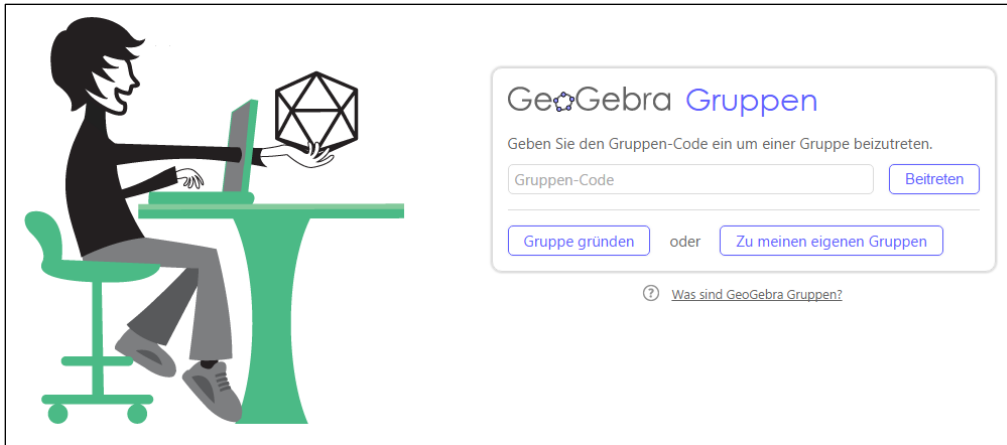 GeoGebra Gruppen
Geben Sie den Gruppen-Code ein um einer Gruppe beizutreten.
Gruppen-Code Beitreten
Gruppe gründen oder Zu meinen eigenen Gruppen
? Was sind GeoGebra Gruppen?